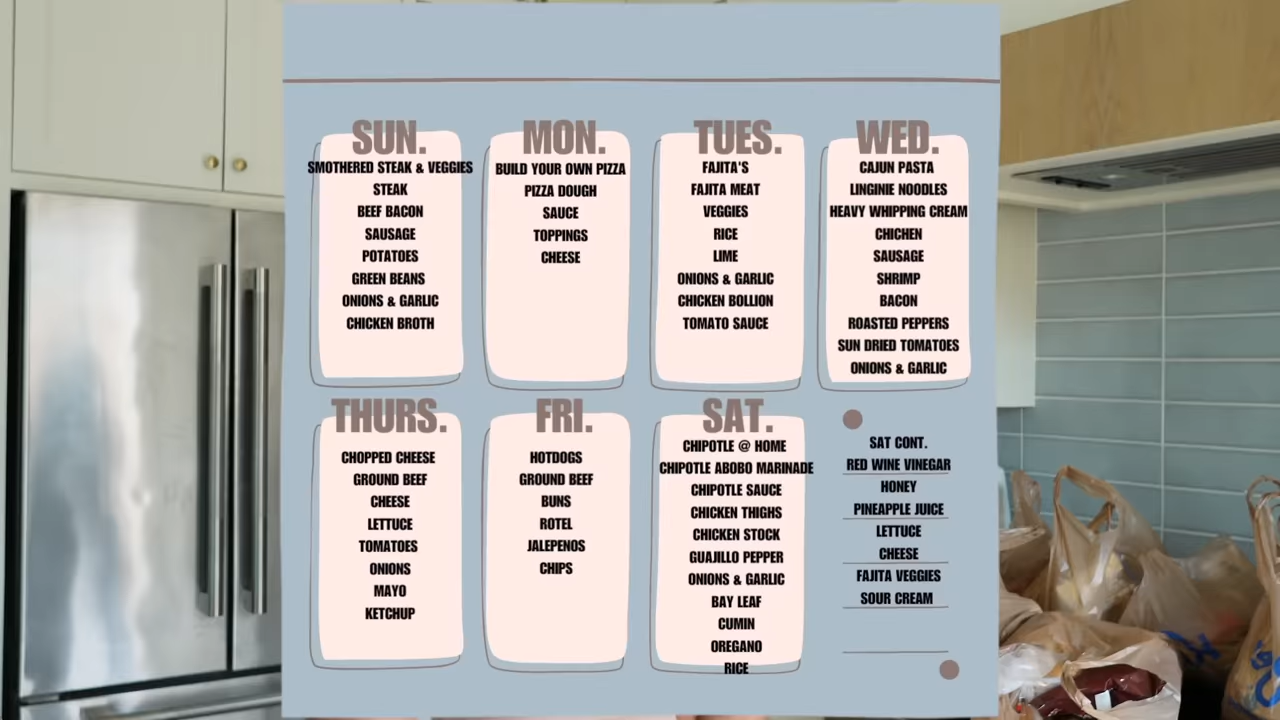 SUN.
SMOTHERED STEAK & VEGGIES
STEAK
BEEF BACON
SAUSAGE
POTATOES
GREEN BEANS
ONIONS & GARLIC
CHICKEN BROTH
MON.
BUILD YOUR OWN PIZZA
PIZZA DOUGH
SAUCE
TOPPINGS
CHEESE
TUES.
FAJITA'S
FAJITA MEAT
VEGGIES
RICE
LIME
ONIONS & GARLIC
CHICKEN BOLLION
TOMATO SAUCE
WED.
CAJUN PASTA
LINGINIE NOODLES
HEAVY WHIPPING CREAM
CHICHEN
SAUSAGE
SHRIMP
BACON
ROASTED PEPPERS
SUN DRIED TOMATOES
ONIONS & GARLIC
THURS.
CHOPPED CHEESE
GROUND BEEF
CHEESE
LETTUCE
TOMATOES
ONIONS
MAYO
KETCHUP
FRI.
HOTDOGS
GROUND BEEF
BUNS
ROTEL
JALEPENOS
CHIPS
SAT.
CHIPOTLE @ HOME
CHIPOTLE ABOBO MARINADE
CHIPOTLE SAUCE
CHICKEN THIGHS
CHICKEN STOCK
GUAJILLO PEPPER
ONIONS & GARLIC
BAY LEAF
CUMIN
OREGANO
RICE
SAT CONT.
RED WINE VINEGAR
HONEY
PINEAPPLE JUICE
LETTUCE
CHEESE
FAJITA VEGGIES
SOUR CREAM